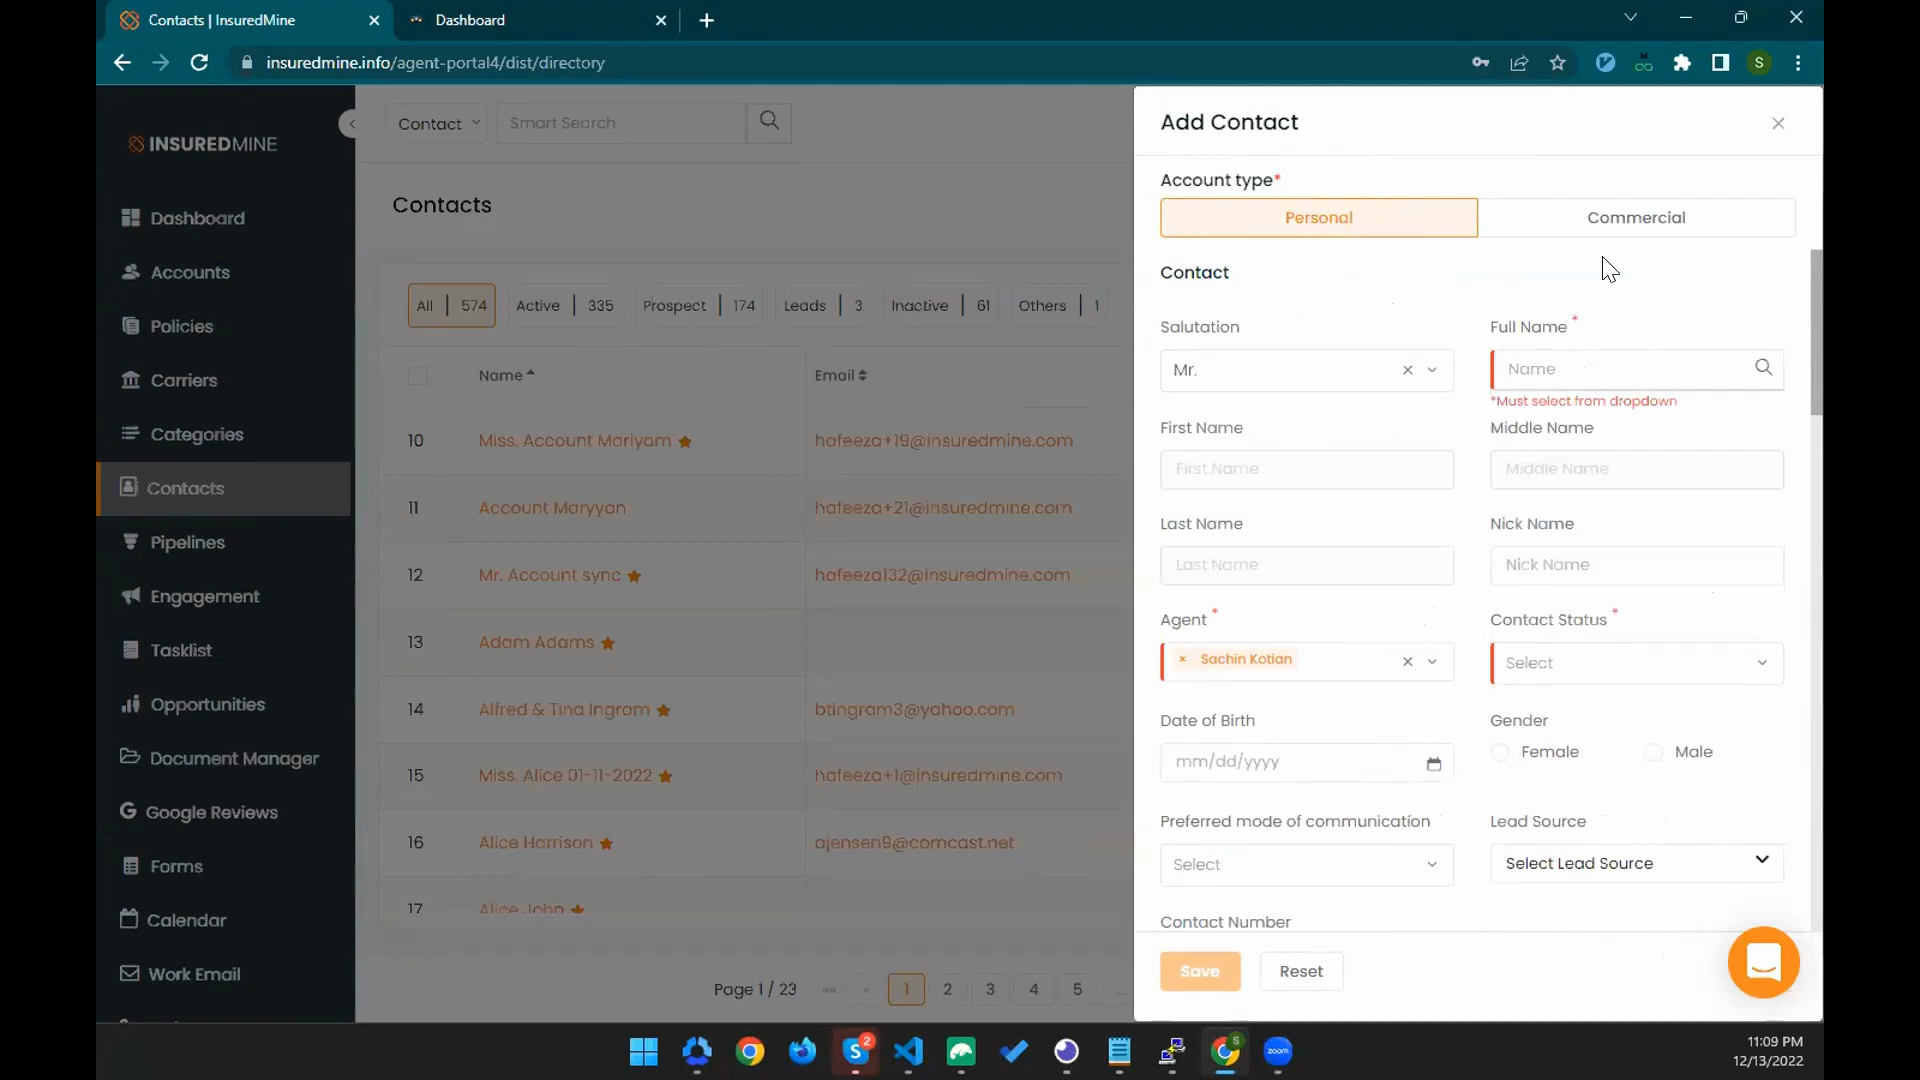 Contacts | InsuredMine
Dashboard
insuredmine.info/agent-portal4/dist/directory
S
INSUREDMINE
Dashboard
Accounts
Policies
Carriers
Categories
Contacts
Pipelines
Engagement
Tasklist
Opportunities
Document Manager
Google Reviews
Forms
Calendar
Work Email
Contact
Smart Search
Contacts
All | 574
Active | 335
Prospect | 174
Leads | 3
Inactive | 61
Others | 1
Name
Email
10 Miss. Account Mariyam hafeeza+19@insuredmine.com
11 Account Maryyan hafeeza+21@insuredmine.com
12 Mr. Account sync hafeeza132@insuredmine.com
13 Adam Adams
14 Alfred & Tina Ingram btingram3@yahoo.com
15 Miss. Alice 01-11-2022 hafeeza+1@insuredmine.com
16 Alice Harrison ajensen9@comcast.net
17 Alice John
Page 1 / 23 «« « 1 2 3 4 5 ...
Add Contact
Account type*
Personal
Commercial
Contact
Salutation
Full Name *
Mr.
Name
*Must select from dropdown
First Name
Middle Name
First Name
Middle Name
Last Name
Nick Name
Last Name
Nick Name
Agent *
Contact Status *
× Sachin Kotian
Select
Date of Birth
Gender
mm/dd/yyyy
Female
Male
Preferred mode of communication
Lead Source
Select
Select Lead Source
Contact Number
Save
Reset
2
S
zoom
11:09 PM
12/13/2022